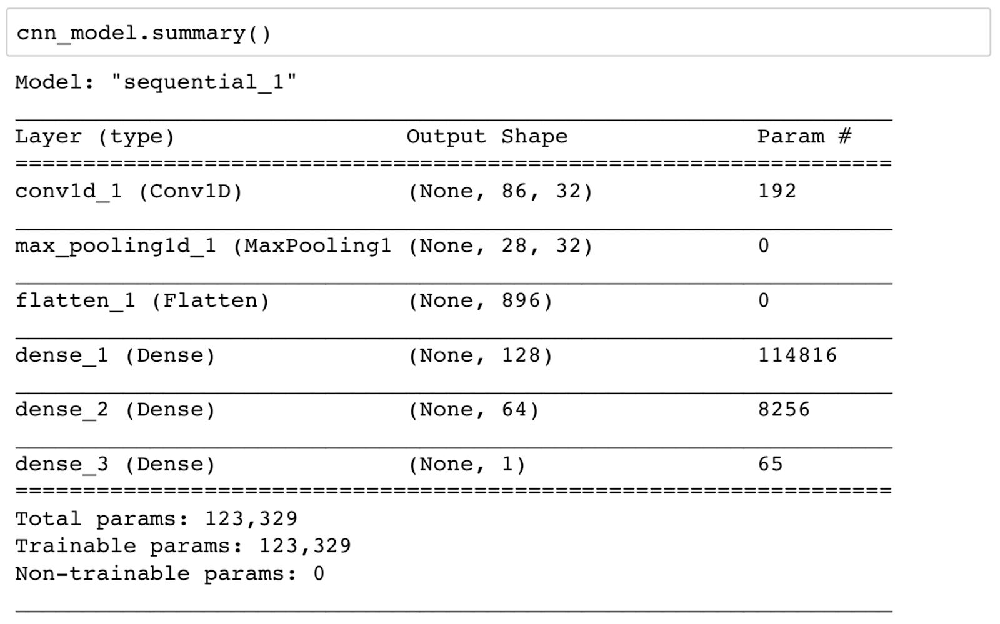 cnn_model.summary()
Model: "sequential_1"
_________________________________________________________________
Layer (type)                 Output Shape              Param #
=================================================================
conv1d_1 (Conv1D)            (None, 86, 32)            192
_________________________________________________________________
max_pooling1d_1 (MaxPooling1 (None, 28, 32)            0
_________________________________________________________________
flatten_1 (Flatten)          (None, 896)               0
_________________________________________________________________
dense_1 (Dense)              (None, 128)               114816
_________________________________________________________________
dense_2 (Dense)              (None, 64)                8256
_________________________________________________________________
dense_3 (Dense)              (None, 1)                 65
=================================================================
Total params: 123,329
Trainable params: 123,329
Non-trainable params: 0
_________________________________________________________________